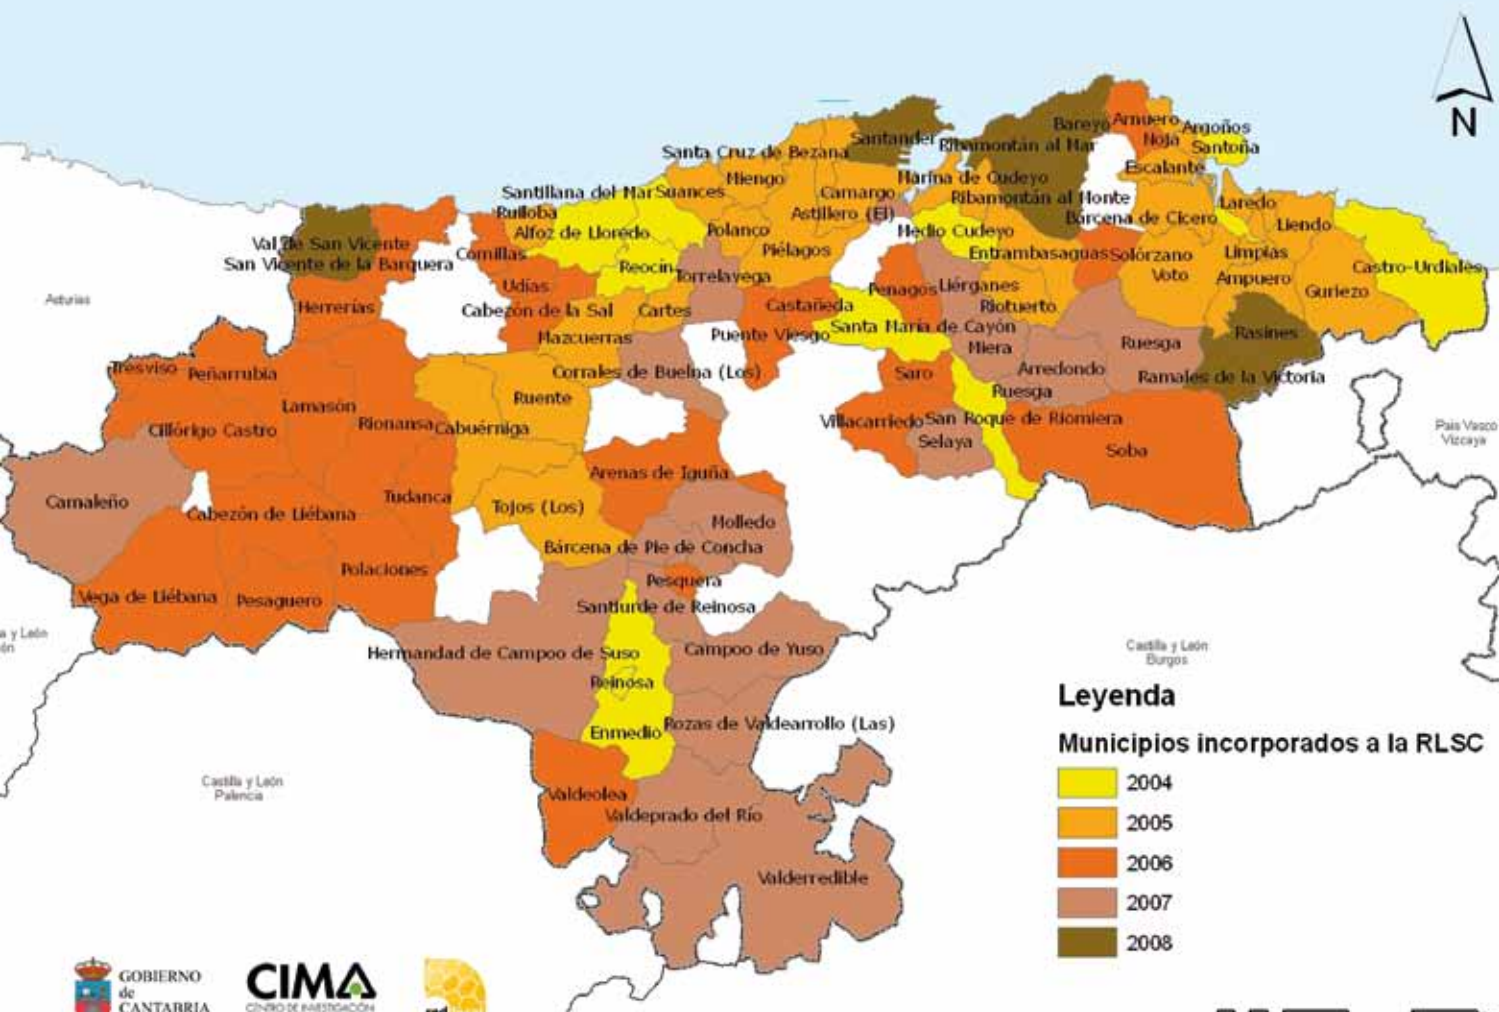 N
Santander
Bareyo
Arnuero
Noja
Argoños
Santoña
Ribamontán al Mar
Santa Cruz de Bezana
Escalante
Miengo
Marina de Cudeyo
Santillana del Mar
Suances
Camargo
Ribamontán al Monte
Laredo
Ruiloba
Astillero (El)
Bárcena de Cícero
Liendo
Alfoz de Lloredo
Polanco
Medio Cudeyo
Val de San Vicente
Piélagos
Entrambasaguas
Solórzano
Limpias
Comillas
San Vicente de la Barquera
Reocín
Torrelavega
Voto
Ampuero
Castro-Urdiales
Udías
Penagos
Liérganes
Guriezo
Asturias
Herrerías
Cabezón de la Sal
Cartes
Castañeda
Riotuerto
Mazcuerras
Puente Viesgo
Santa María de Cayón
Rasines
Miera
Ruesga
Tresviso
Peñarrubia
Corrales de Buelna (Los)
Saro
Arredondo
Ramales de la Victoria
Ruesga
Ruente
Lamasón
Rionansa
Cabuérniga
Villacarriedo
San Roque de Riomiera
Cillórigo Castro
Selaya
Soba
País Vasco
Vizcaya
Arenas de Iguña
Camaleño
Tudanca
Tojos (Los)
Cabezón de Liébana
Molledo
Bárcena de Pie de Concha
Polaciones
Pesquera
Vega de Liébana
Pesaguero
Santiurde de Reinosa
a y León
Hermandad de Campoo de Suso
Campoo de Yuso
Castilla y León
Burgos
Reinosa
Enmedio
Rozas de Valdearrollo (Las)
Castilla y León
Palencia
Valdeolea
Valdeprado del Río
Valderredible
Leyenda
Municipios incorporados a la RLSC
2004
2005
2006
2007
2008
GOBIERNO
de
CANTABRIA
CIMA
CENTRO DE INVESTIGACIÓN